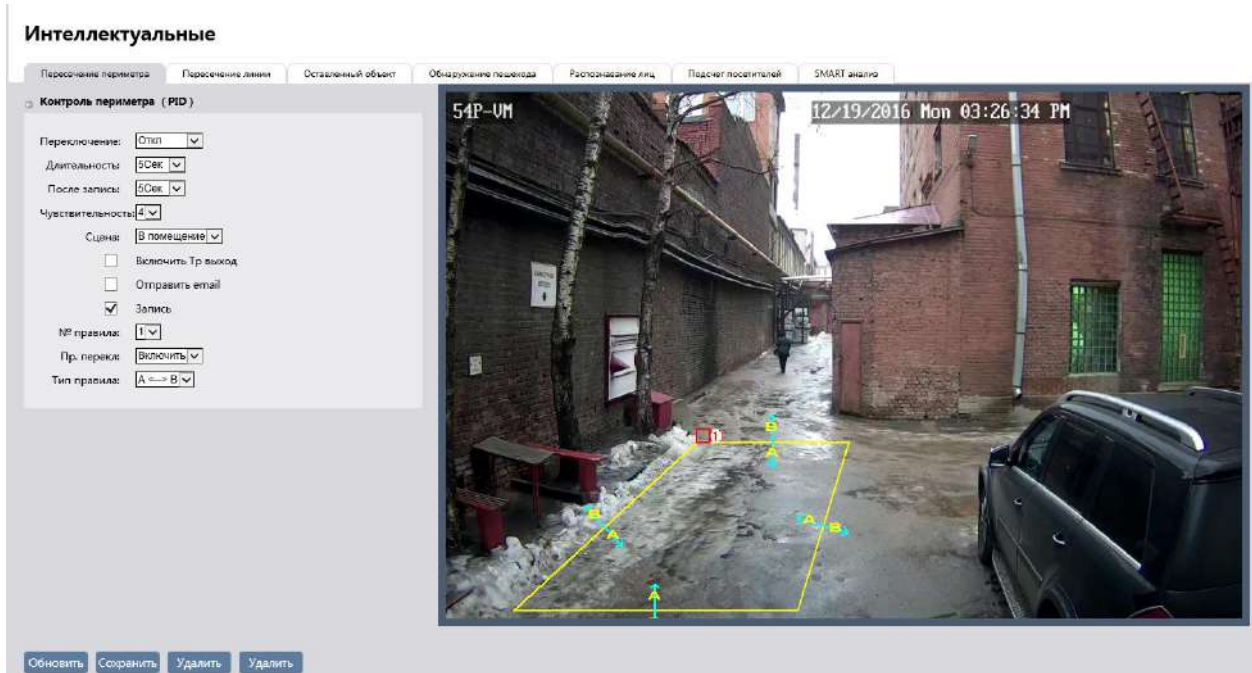 Интеллектуальные
Пересечение периметра
Пересечение линии
Оставленный объект
Обнаружение пешехода
Распознавание лиц
Подсчет посетителей
SMART анализ
Контроль периметра (PID)
Переключение: Откл
Длительность: 5Сек
После записи: 5Сек
Чувствительность: 4
Сцена: В помещение
Включить Тр выход
Отправить email
Запись
№ правила: 1
Пр. перекл: Включить
Тип правила: A <--> B
54P-VM
12/19/2016 Mon 03:26:34 PM
1
B
A
B
A
A
B
A
Обновить
Сохранить
Удалить
Удалить